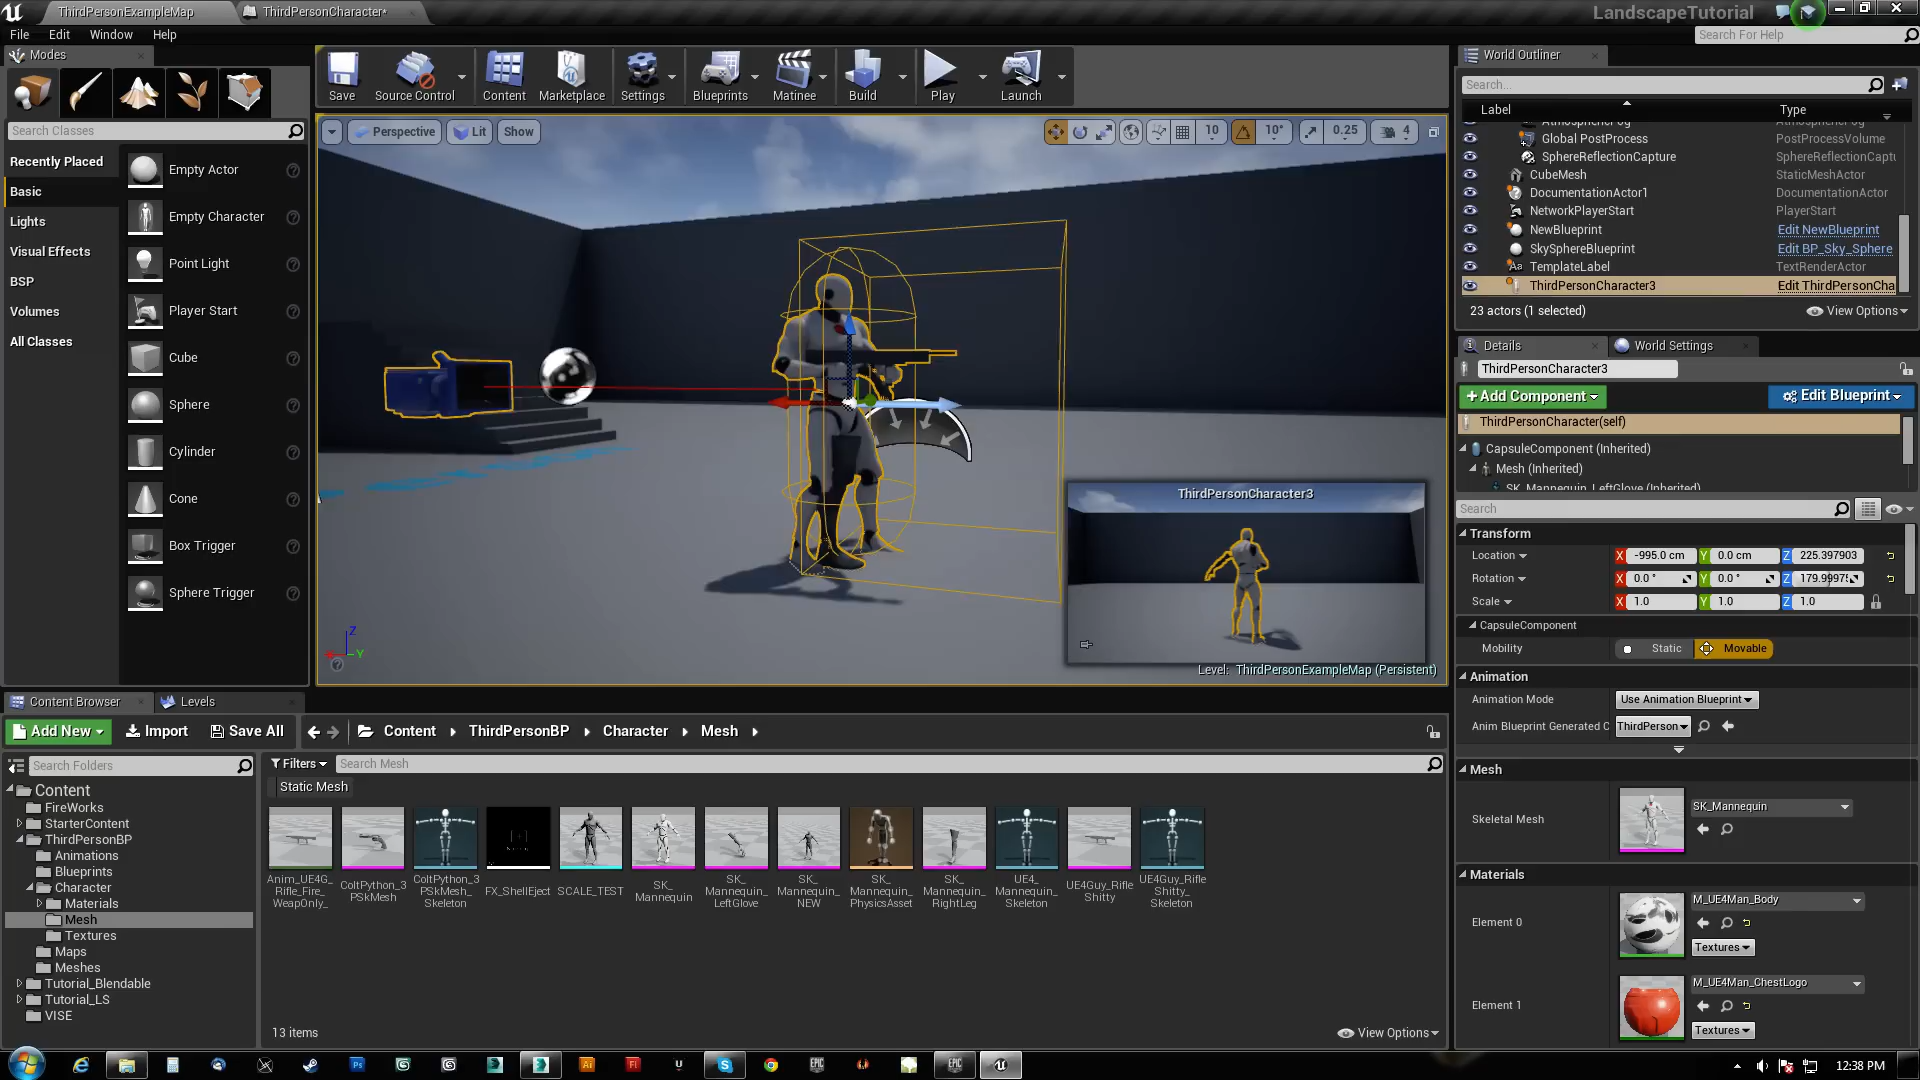 ThirdPersonExampleMap
ThirdPersonCharacter*
LandscapeTutorial
File Edit Window Help
Search For Help
Modes
Save
Source Control
Content
Marketplace
Settings
Blueprints
Matinee
Build
Play
Launch
Search Classes
Recently Placed
Basic
Lights
Visual Effects
BSP
Volumes
All Classes
Empty Actor
Empty Character
Point Light
Player Start
Cube
Sphere
Cylinder
Cone
Box Trigger
Sphere Trigger
Perspective Lit Show
10 10° 0.25 4
ThirdPersonCharacter3
Z
Y
Level: ThirdPersonExampleMap (Persistent)
World Outliner
Search...
Label Type
Global PostProcess PostProcessVolume
SphereReflectionCapture SphereReflectionCaptu
CubeMesh StaticMeshActor
DocumentationActor1 DocumentationActor
NetworkPlayerStart PlayerStart
NewBlueprint Edit NewBlueprint
SkySphereBlueprint Edit BP_Sky_Sphere
TemplateLabel TextRenderActor
ThirdPersonCharacter3 Edit ThirdPersonCha
23 actors (1 selected) View Options
Details World Settings
ThirdPersonCharacter3
+ Add Component Edit Blueprint
ThirdPersonCharacter(self)
CapsuleComponent (Inherited)
Mesh (Inherited)
SK_Mannequin_LeftGlove (Inherited)
Search
Transform
Location X -995.0 cm Y 0.0 cm Z 225.397903
Rotation X 0.0 ° Y 0.0 ° Z 179.99975
Scale X 1.0 Y 1.0 Z 1.0
CapsuleComponent
Mobility Static Movable
Animation
Animation Mode Use Animation Blueprint
Anim Blueprint Generated C ThirdPerson
Mesh
Skeletal Mesh SK_Mannequin
Materials
Element 0 M_UE4Man_Body
Textures
Element 1 M_UE4Man_ChestLogo
Textures
Content Browser Levels
Add New Import Save All Content ThirdPersonBP Character Mesh
Search Folders
Filters Search Mesh
Static Mesh
Content
FireWorks
StarterContent
ThirdPersonBP
Animations
Blueprints
Character
Materials
Mesh
Textures
Maps
Meshes
Tutorial_Blendable
Tutorial_LS
VISE
Anim_UE4G_
Rifle_Fire_
WeapOnly_
ColtPython_3
PSkMesh
ColtPython_3
PSkMesh_
Skeleton
FX_ShellEject
SCALE_TEST
SK_
Mannequin
SK_
Mannequin_
LeftGlove
SK_
Mannequin_
NEW
SK_
Mannequin_
PhysicsAsset
SK_
Mannequin_
RightLeg
UE4_
Mannequin_
Skeleton
UE4Guy_Rifle
Shitty
UE4Guy_Rifle
Shitty_
Skeleton
13 items View Options
12:38 PM